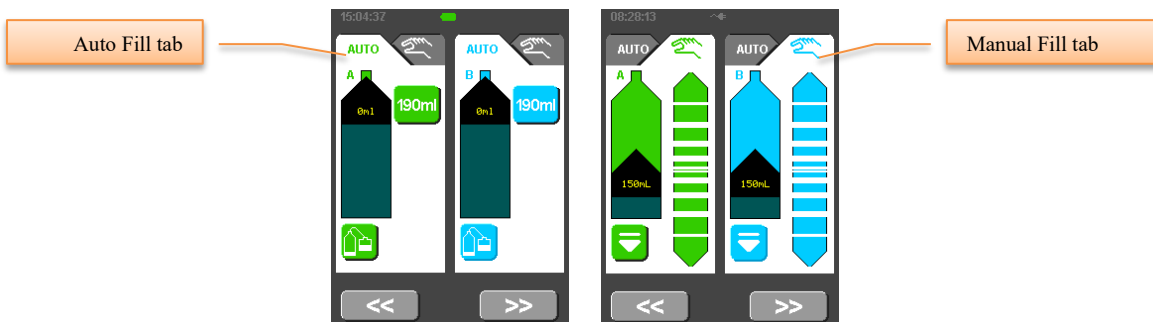 15:04:37
08:28:13
Auto Fill tab
AUTO
AUTO
AUTO
AUTO
Manual Fill tab
A
B
A
B
0ml
190ml
0ml
190ml
150mL
150mL
<<
>>
<<
>>